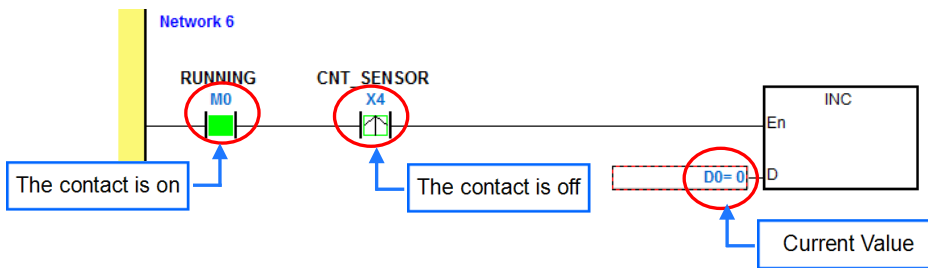 Network 6
RUNNING
CNT_SENSOR
M0
X4
INC
En
D0= 0
D
The contact is on
The contact is off
Current Value